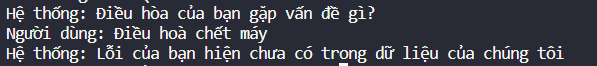 Hệ thống: Điều hòa của bạn gặp vấn đề gì?
Người dùng: Điều hoà chết máy
Hệ thống: Lỗi của bạn hiện chưa có trong dữ liệu của chúng tôi